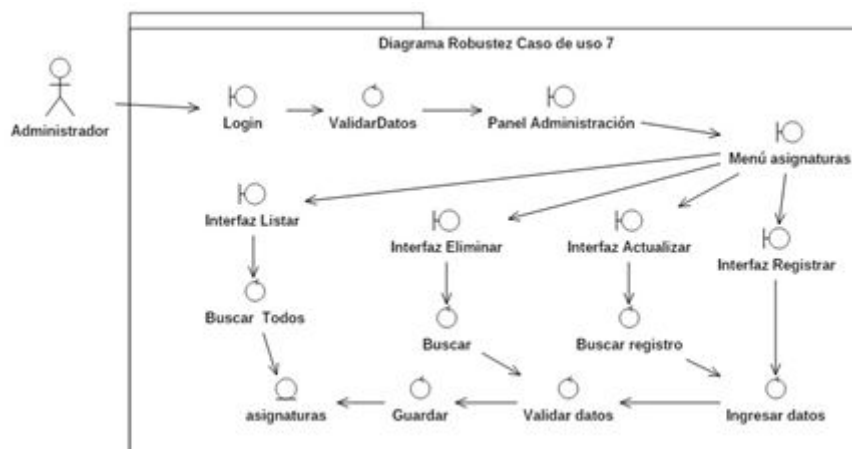 Diagrama Robustez Caso de uso 7
Administrador
Login
ValidarDatos
Panel Administración
Menú asignaturas
Interfaz Listar
Interfaz Eliminar
Interfaz Actualizar
Interfaz Registrar
Buscar Todos
Buscar
Buscar registro
asignaturas
Guardar
Validar datos
Ingresar datos